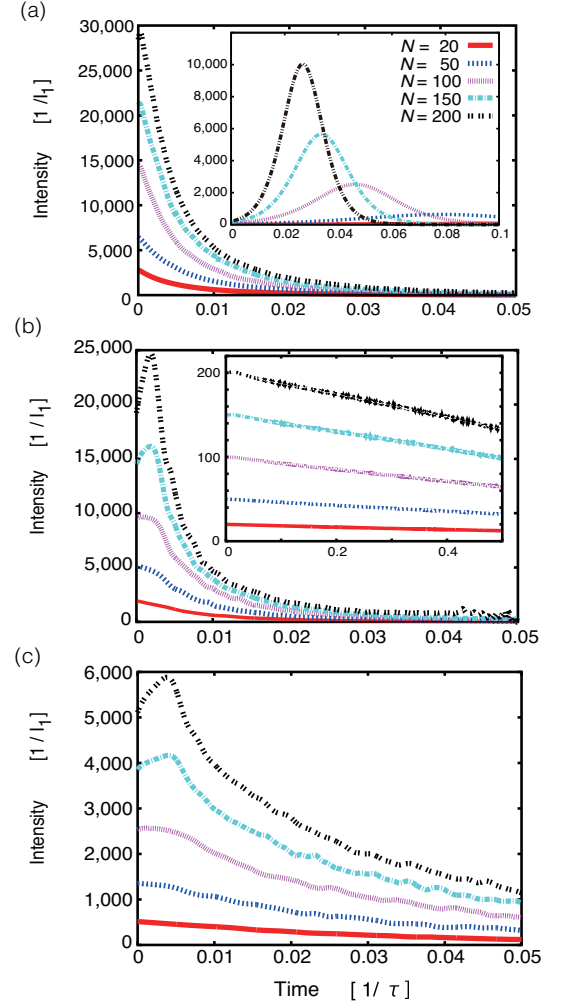 (a)
30,000
25,000
20,000
15,000
10,000
5,000
0
Intensity [1 /I₁]
0 0.01 0.02 0.03 0.04 0.05
10,000
8,000
6,000
4,000
2,000
0
0 0.02 0.04 0.06 0.08 0.1
N = 20
N = 50
N = 100
N = 150
N = 200
(b)
25,000
20,000
15,000
10,000
5,000
0
Intensity [1 /I₁]
0 0.01 0.02 0.03 0.04 0.05
200
100
0
0 0.2 0.4
(c)
6,000
5,000
4,000
3,000
2,000
1,000
0
Intensity [1 / I₁]
0 0.01 0.02 0.03 0.04 0.05
Time [1/ τ]